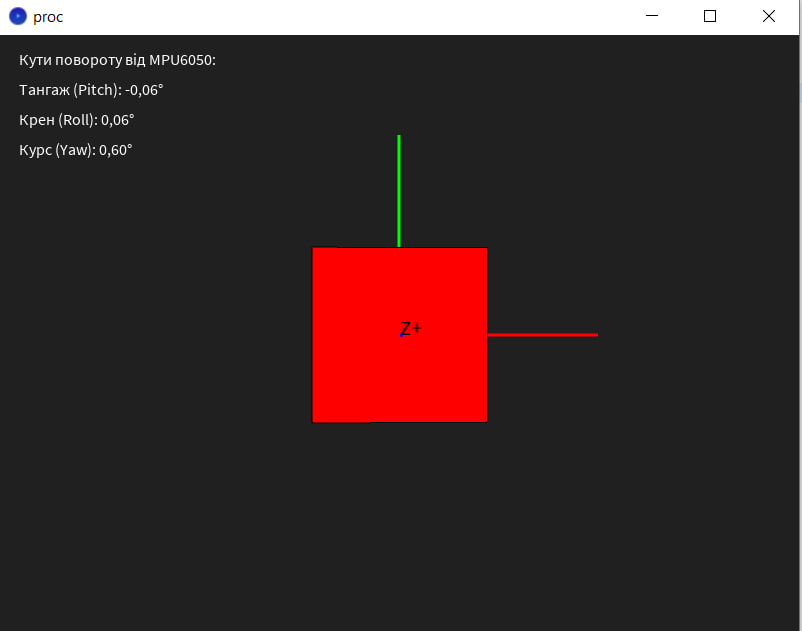 proc
Кути повороту від MPU6050:
Тангаж (Pitch): -0,06°
Крен (Roll): 0,06°
Курс (Yaw): 0,60°
Z+